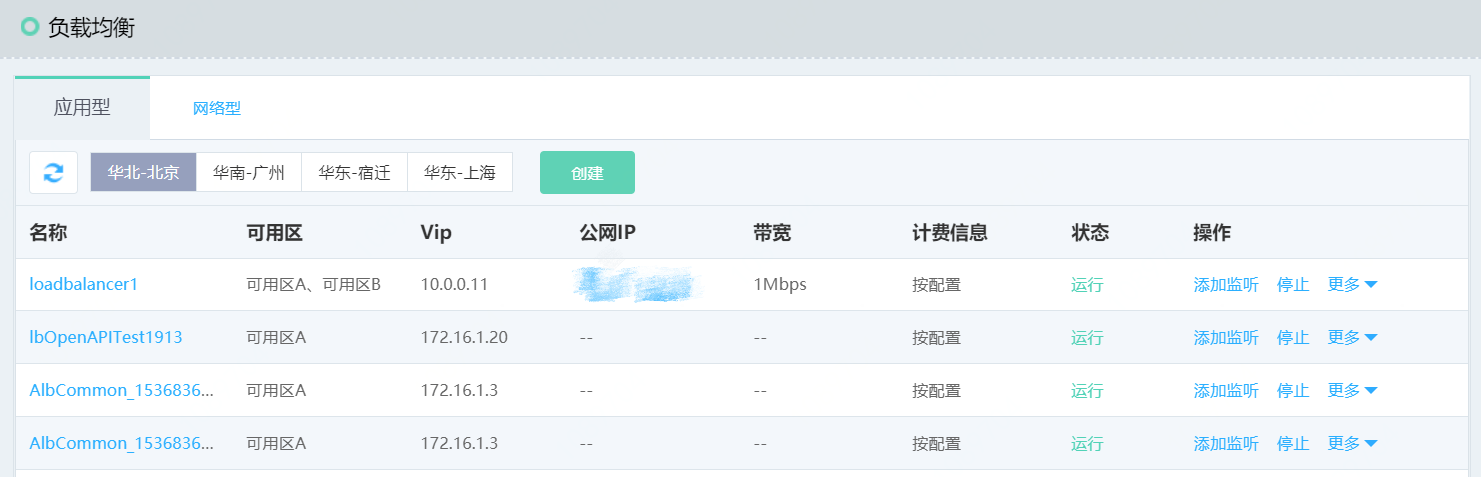 负载均衡
应用型 网络型
华北-北京 华南-广州 华东-宿迁 华东-上海 创建
名称 可用区 Vip 公网IP 带宽 计费信息 状态 操作
loadbalancer1 可用区A、可用区B 10.0.0.11 1Mbps 按配置 运行 添加监听 停止 更多
lbOpenAPITest1913 可用区A 172.16.1.20 -- -- 按配置 运行 添加监听 停止 更多
AlbCommon_1536836... 可用区A 172.16.1.3 -- -- 按配置 运行 添加监听 停止 更多
AlbCommon_1536836... 可用区A 172.16.1.3 -- -- 按配置 运行 添加监听 停止 更多